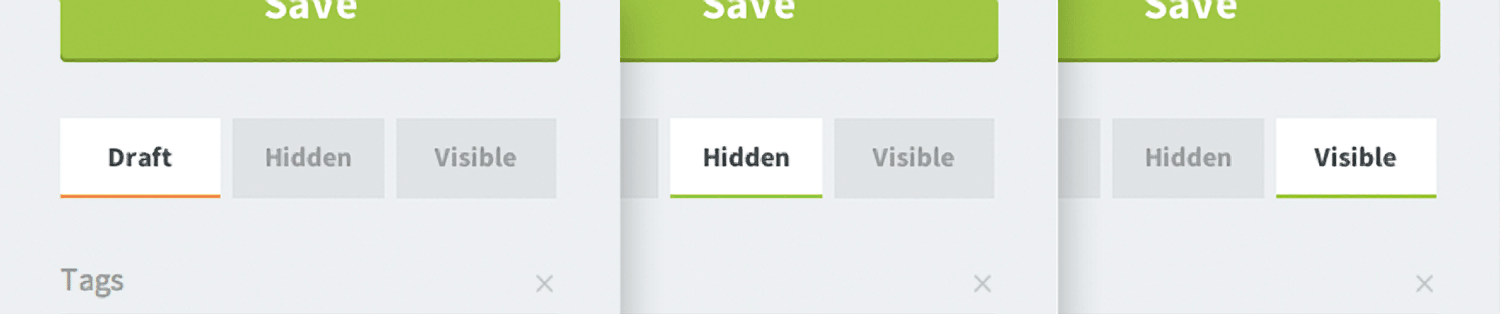 Save
Save
Save
Draft
Hidden
Visible
Hidden
Visible
Hidden
Visible
Tags